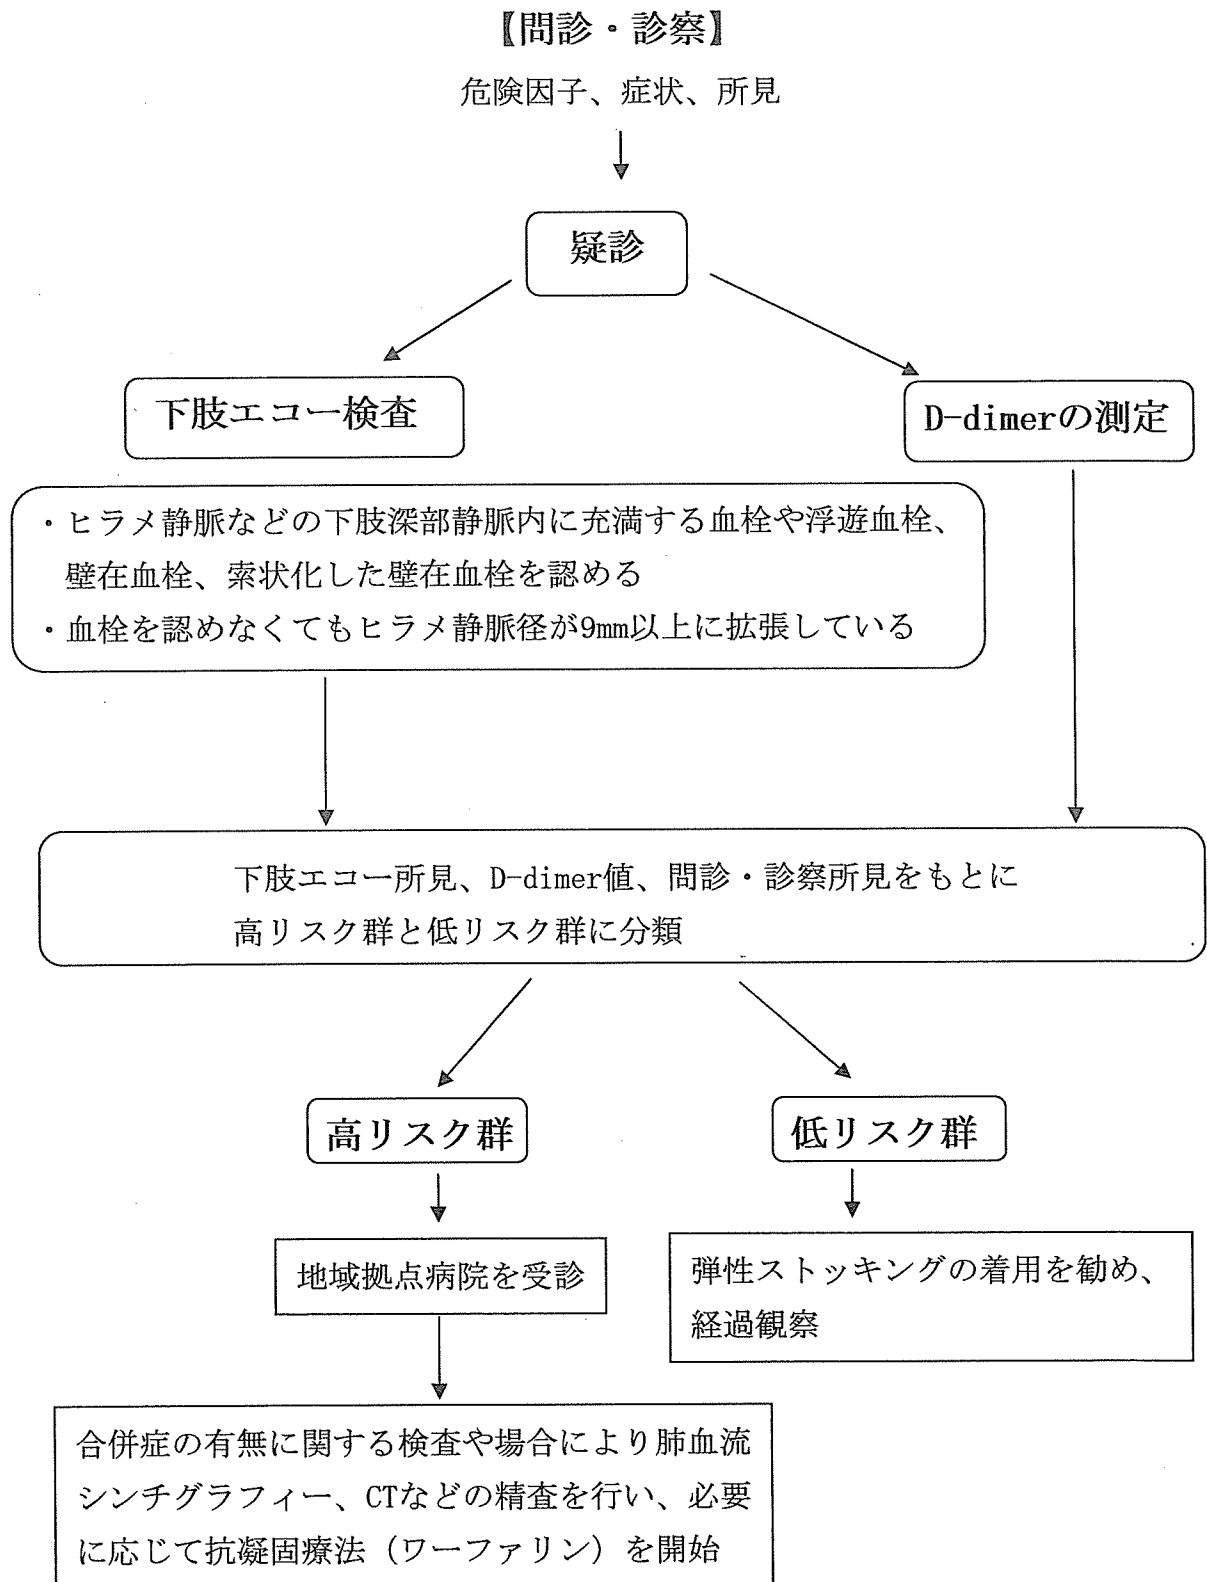 【問診・診察】
危険因子、症状、所見
疑診
下肢エコー検査
D-dimerの測定
・ヒラメ静脈などの下肢深部静脈内に充満する血栓や浮遊血栓、
壁在血栓、索状化した壁在血栓を認める
・血栓を認めなくてもヒラメ静脈径が9mm以上に拡張している
下肢エコー所見、D-dimer値、問診・診察所見をもとに
高リスク群と低リスク群に分類
高リスク群
低リスク群
地域拠点病院を受診
弾性ストッキングの着用を勧め、
経過観察
合併症の有無に関する検査や場合により肺血流
シンチグラフィー、CTなどの精査を行い、必要
に応じて抗凝固療法（ワーファリン）を開始